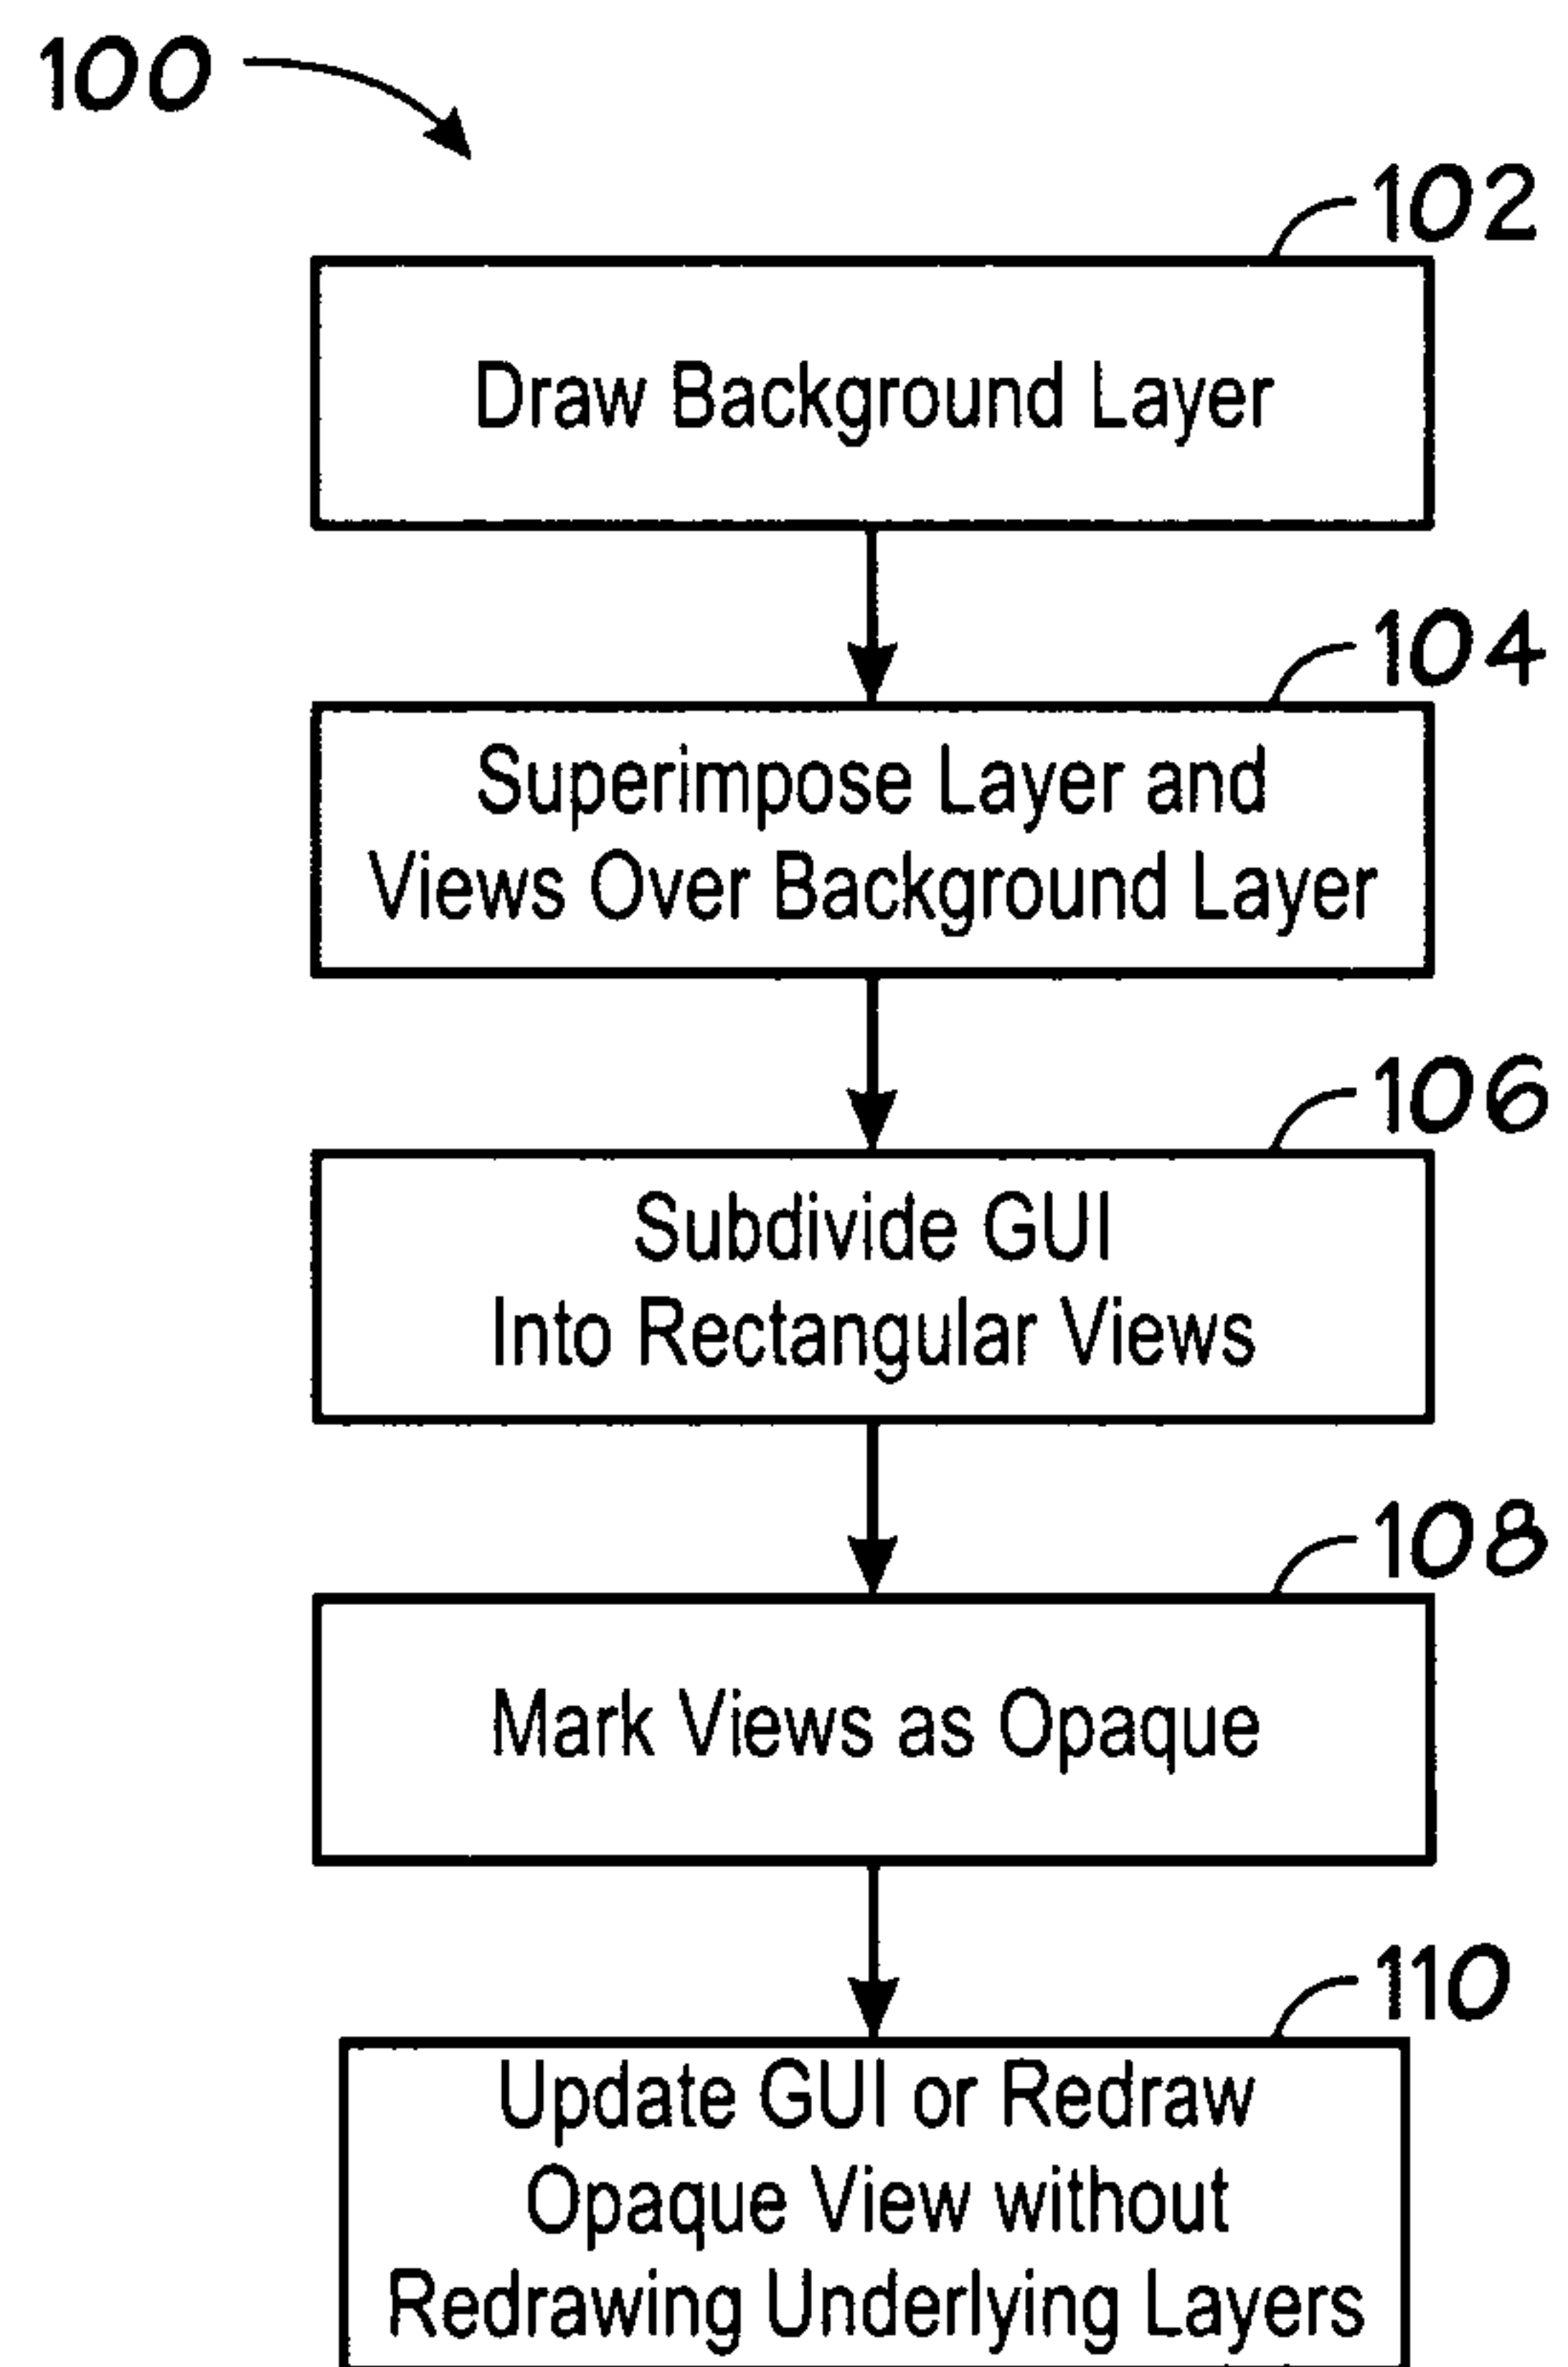 100
102
Draw Background Layer
104
Superimpose Layer and
Views Over Background Layer
106
Subdivide GUI
Into Rectangular Views
108
Mark Views as Opaque
110
Update GUI or Redraw
Opaque View without
Redrawing Underlying Layers